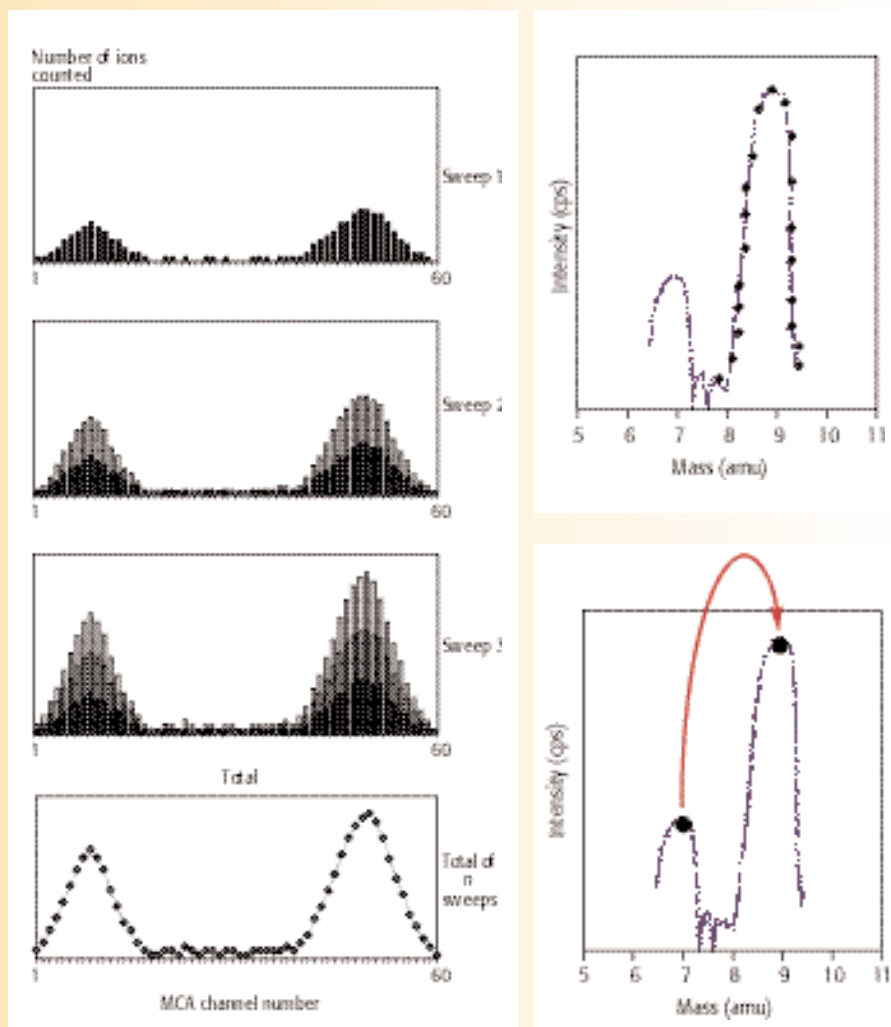 Number of ions
counted
Sweep 1
1
60
Sweep 2
1
60
Sweep 3
1
60
Total
Total of
n
sweeps
1
60
MCA channel number
Intensity (cps)
5 6 7 8 9 10 11
Mass (amu)
Intensity (cps)
5 6 7 8 9 10 11
Mass (amu)